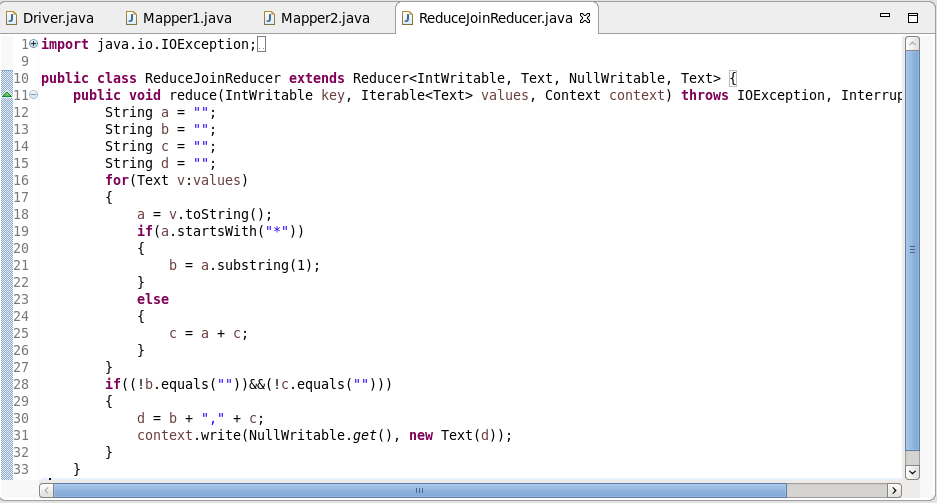 Driver.java Mapper1.java Mapper2.java ReduceJoinReducer.java
1 import java.io.IOException;
9
10 public class ReduceJoinReducer extends Reducer<IntWritable, Text, NullWritable, Text> {
11     public void reduce(IntWritable key, Iterable<Text> values, Context context) throws IOException, Interrup
12         String a = "";
13         String b = "";
14         String c = "";
15         String d = "";
16         for(Text v:values)
17         {
18             a = v.toString();
19             if(a.startsWith("*"))
20             {
21                 b = a.substring(1);
22             }
23             else
24             {
25                 c = a + c;
26             }
27         }
28         if((!b.equals(""))&&(!c.equals("")))
29         {
30             d = b + "," + c;
31             context.write(NullWritable.get(), new Text(d));
32         }
33     }